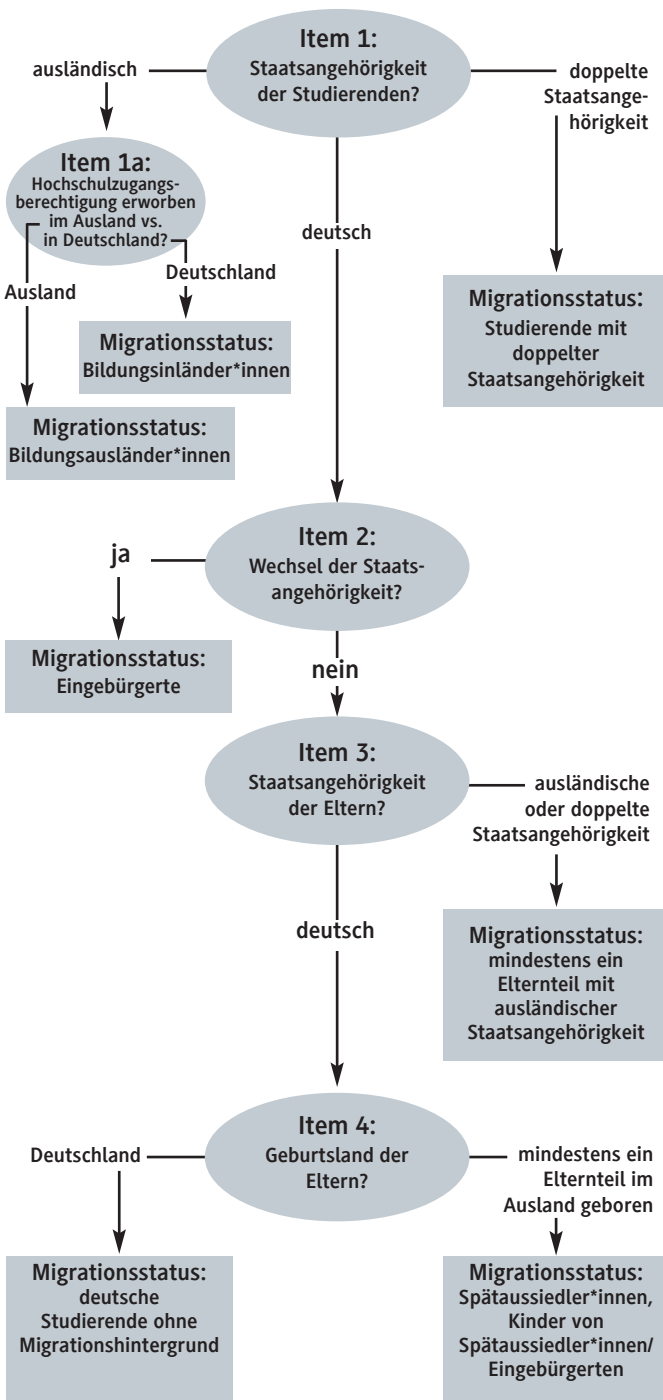 Item 1:
Staatsangehörigkeit
der Studierenden?
ausländisch
doppelte
Staatsange-
hörigkeit
Item 1a:
Hochschulzugangs-
berechtigung erworben
im Ausland vs.
in Deutschland?
deutsch
Deutschland
Ausland
Migrationsstatus:
Studierende mit
doppelter
Staatsangehörigkeit
Migrationsstatus:
Bildungsinländer*innen
Migrationsstatus:
Bildungsausländer*innen
Item 2:
Wechsel der Staats-
angehörigkeit?
ja
Migrationsstatus:
Eingebürgerte
nein
Item 3:
Staatsangehörigkeit
der Eltern?
ausländische
oder doppelte
Staatsangehörigkeit
deutsch
Migrationsstatus:
mindestens ein
Elternteil mit
ausländischer
Staatsangehörigkeit
Item 4:
Geburtsland der
Eltern?
Deutschland
mindestens ein
Elternteil im
Ausland geboren
Migrationsstatus:
deutsche
Studierende ohne
Migrationshintergrund
Migrationsstatus:
Spätaussiedler*innen,
Kinder von
Spätaussiedler*innen/
Eingebürgerten